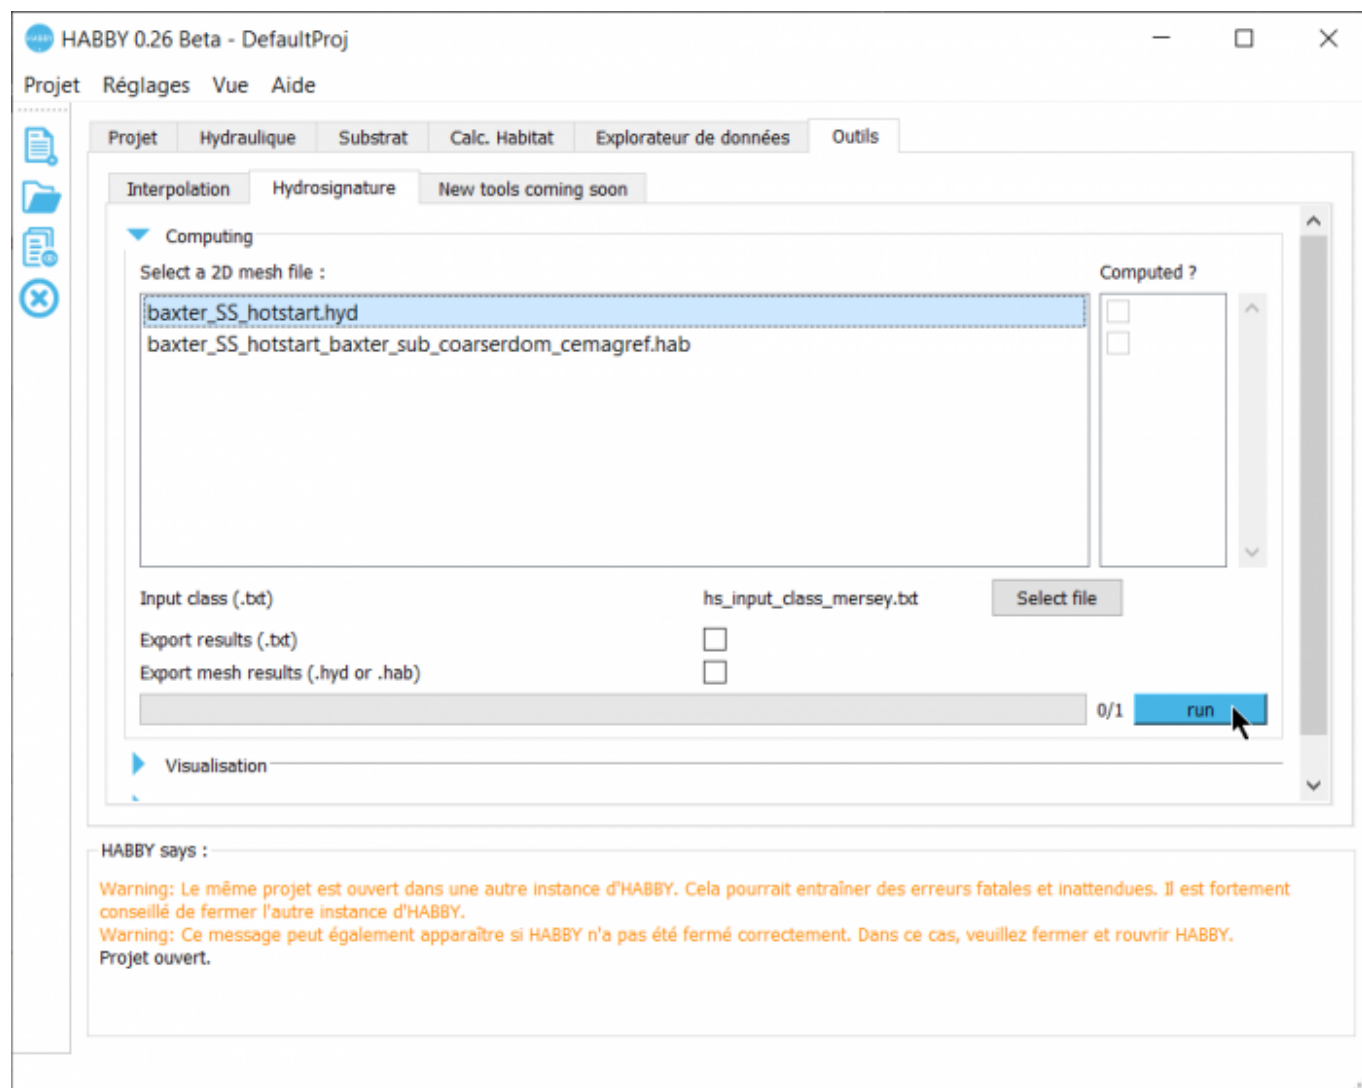 HABBY 0.26 Beta - DefaultProj
Projet Réglages Vue Aide
Projet Hydraulique Substrat Calc. Habitat Explorateur de données Outils
Interpolation Hydrosignature New tools coming soon
Computing
Select a 2D mesh file : Computed ?
baxter_SS_hotstart.hyd
baxter_SS_hotstart_baxter_sub_coarserdom_cemagref.hab
Input class (.txt) hs_input_class_mersey.txt Select file
Export results (.txt)
Export mesh results (.hyd or .hab)
0/1 run
Visualisation
HABBY says :
Warning: Le même projet est ouvert dans une autre instance d'HABBY. Cela pourrait entraîner des erreurs fatales et inattendues. Il est fortement
conseillé de fermer l'autre instance d'HABBY.
Warning: Ce message peut également apparaître si HABBY n'a pas été fermé correctement. Dans ce cas, veuillez fermer et rouvrir HABBY.
Projet ouvert.